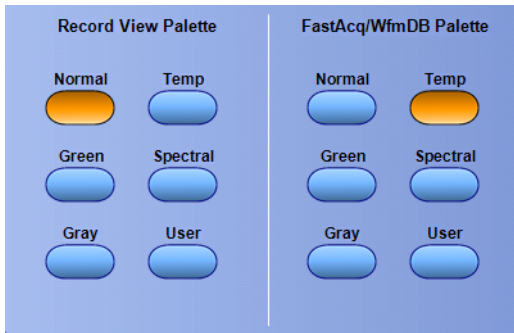 Record View Palette
Normal Temp
Green Spectral
Gray User
FastAcq/WfmDB Palette
Normal Temp
Green Spectral
Gray User